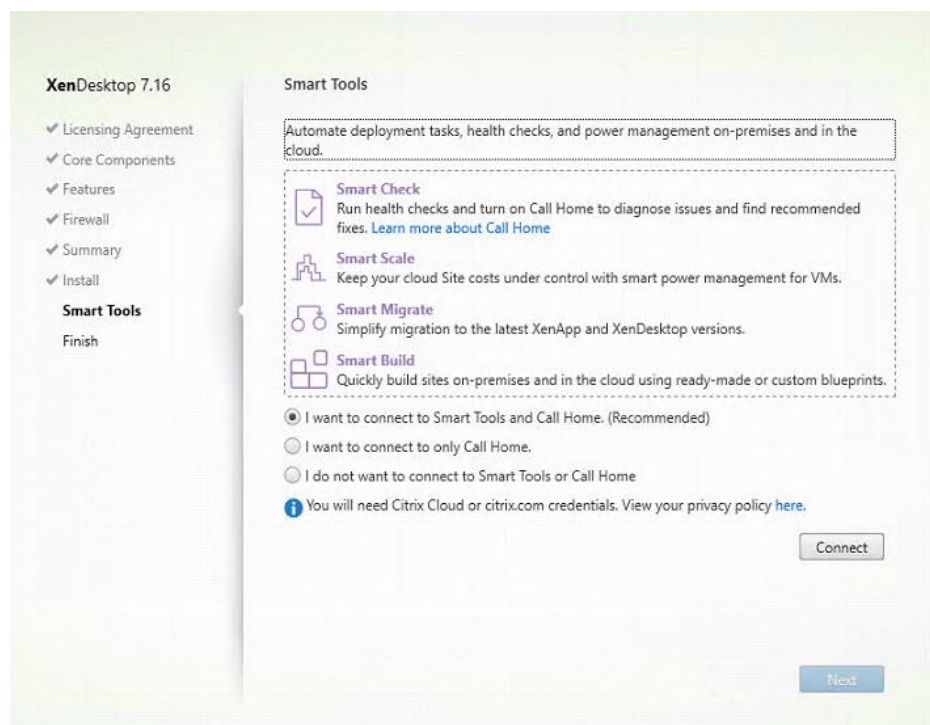 XenDesktop 7.16
Licensing Agreement
Core Components
Features
Firewall
Summary
Install
Smart Tools
Finish
Smart Tools
Automate deployment tasks, health checks, and power management on-premises and in the
cloud.
Smart Check
Run health checks and turn on Call Home to diagnose issues and find recommended
fixes. Learn more about Call Home
Smart Scale
Keep your cloud Site costs under control with smart power management for VMs.
Smart Migrate
Simplify migration to the latest XenApp and XenDesktop versions.
Smart Build
Quickly build sites on-premises and in the cloud using ready-made or custom blueprints.
I want to connect to Smart Tools and Call Home. (Recommended)
I want to connect to only Call Home.
I do not want to connect to Smart Tools or Call Home
You will need Citrix Cloud or citrix.com credentials. View your privacy policy here.
Connect
Next